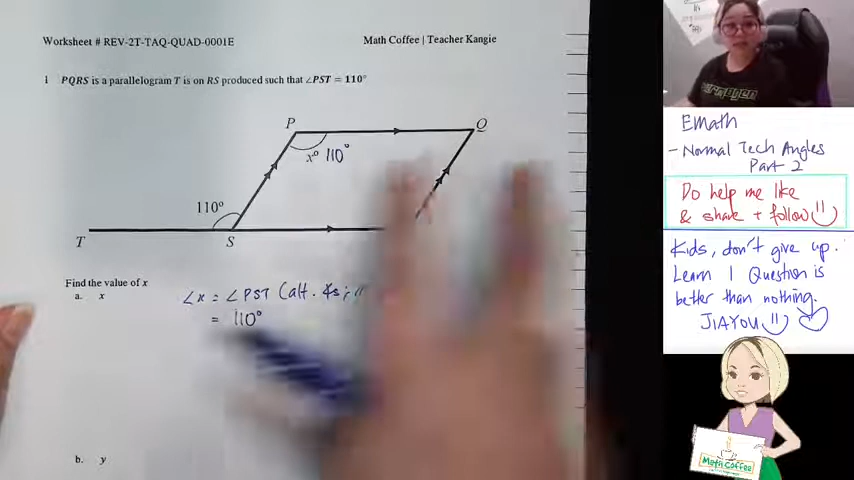 Worksheet # REV-2T-TAQ-QUAD-0001E
Math Coffee | Teacher Kangie
1 PQRS is a parallelogram T is on RS produced such that ∠PST = 110°
P
Q
x° 110°
110°
T
S
Find the value of x
a. x
∠x = ∠PST (alt. ∠s, //
= 110°
b. y
EMath
- Normal Tech Angles
Part 2
Do help me like
& share + follow
Kids, don't give up.
Learn 1 Question is
better than nothing.
JIAYOU
Math Coffee